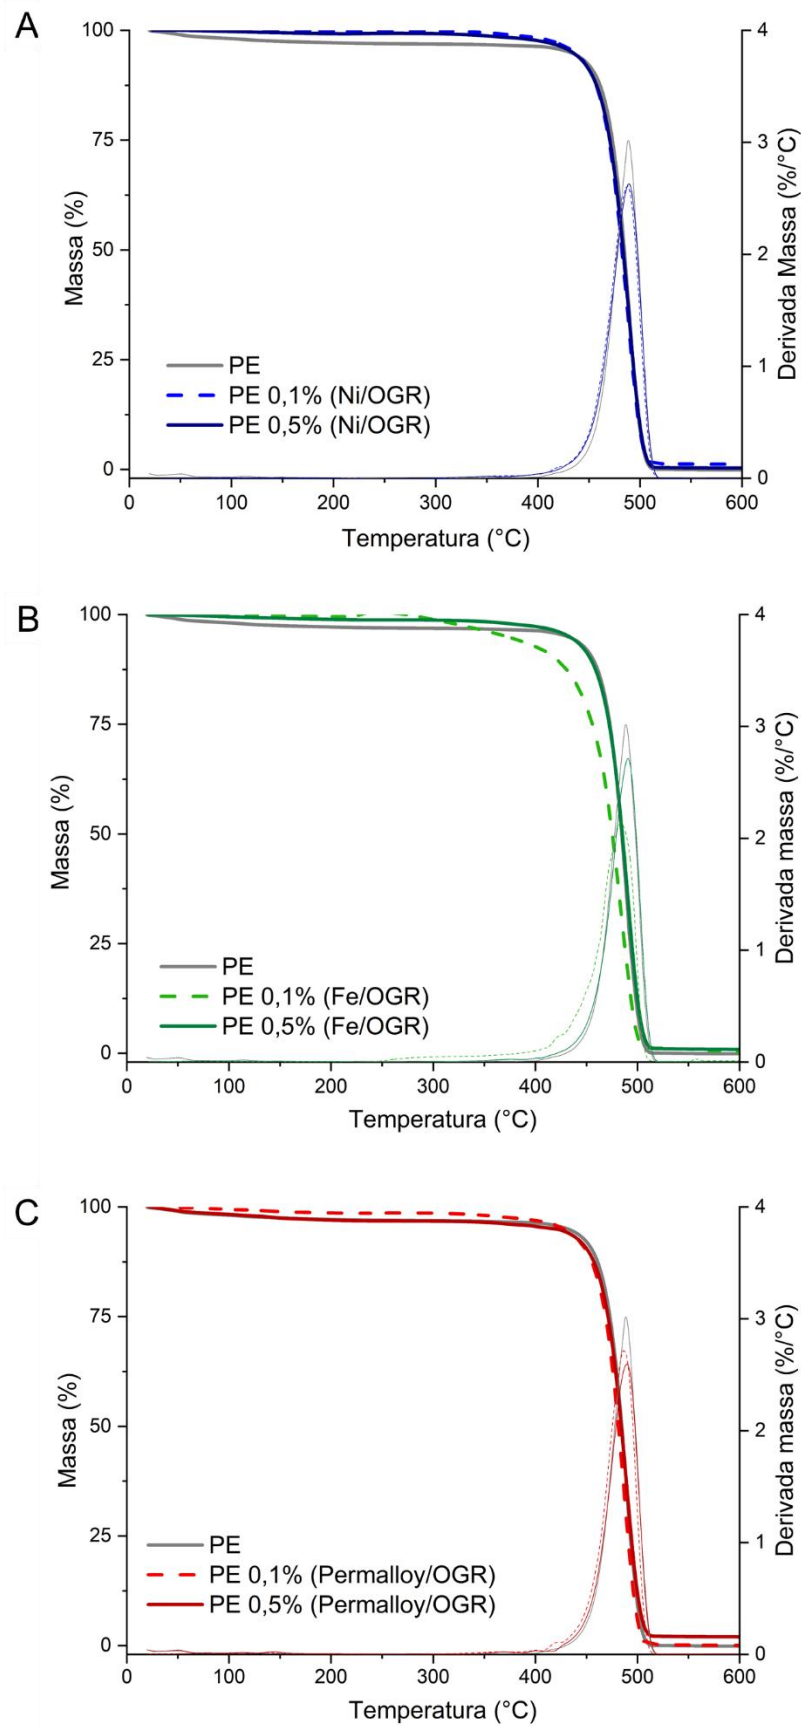 A
100
75
50
25
0
Massa (%)
4
3
2
1
0
Derivada Massa (%/°C)
PE
PE 0,1% (Ni/OGR)
PE 0,5% (Ni/OGR)
0 100 200 300 400 500 600
Temperatura (°C)
B
100
75
50
25
0
Massa (%)
4
3
2
1
0
Derivada massa (%/°C)
PE
PE 0,1% (Fe/OGR)
PE 0,5% (Fe/OGR)
0 100 200 300 400 500 600
Temperatura (°C)
C
100
75
50
25
0
Massa (%)
4
3
2
1
0
Derivada massa (%/°C)
PE
PE 0,1% (Permalloy/OGR)
PE 0,5% (Permalloy/OGR)
0 100 200 300 400 500 600
Temperatura (°C)